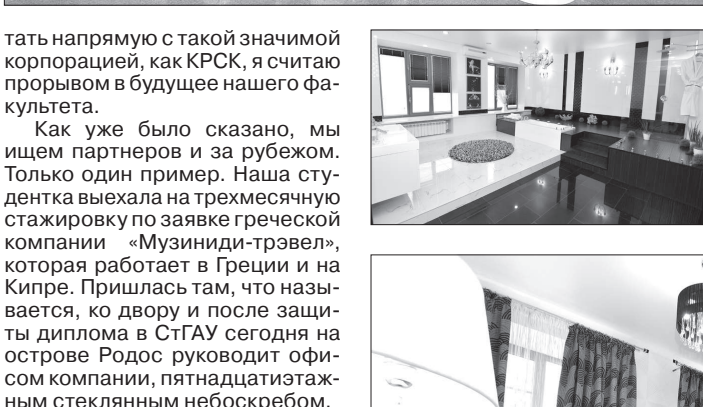 тать напрямую с такой значимой
корпорацией, как КРСК, я считаю
прорывом в будущее нашего фа-
культета.
Как уже было сказано, мы
ищем партнеров и за рубежом.
Только один пример. Наша сту-
дентка выехала на трехмесячную
стажировку по заявке греческой
компании «Музиниди-трэвел»,
которая работает в Греции и на
Кипре. Пришлась там, что назы-
вается, ко двору и после защи-
ты диплома в СтГАУ сегодня на
острове Родос руководит офи-
сом компании, пятнадцатиэтаж-
ным стеклянным небоскребом.